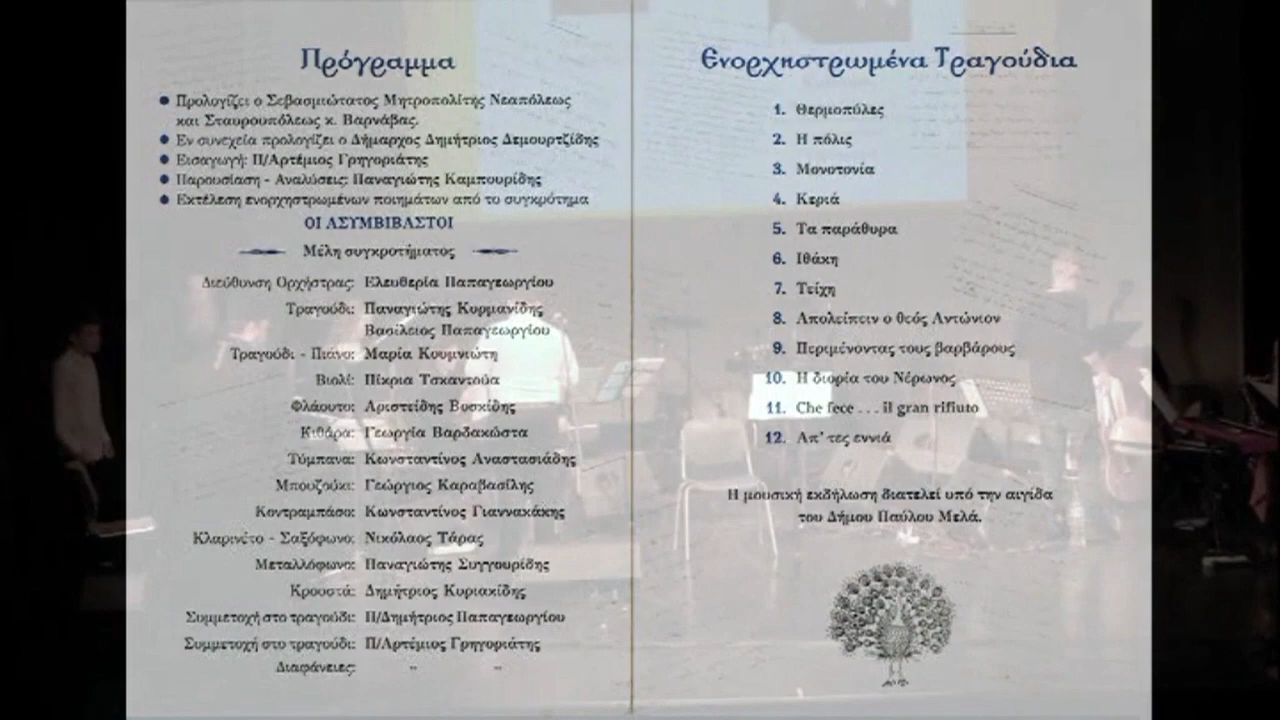 Πρόγραμμα
Προλογίζει ο Σεβασμιώτατος Μητροπολίτης Νεαπόλεως
και Σταυρουπόλεως κ. Βαρνάβας.
Εν συνεχεία προλογίζει ο Δήμαρχος Δημήτριος Δεμουρτζίδης
Εισαγωγή: Π/Αρτέμιος Γρηγοριάτης
Παρουσίαση - Αναλύσεις: Παναγιώτης Καμπουρίδης
Εκτέλεση ενορχηστρωμένων ποιημάτων από το συγκρότημα
ΟΙ ΑΣΥΜΒΙΒΑΣΤΟΙ
Μέλη συγκροτήματος
Διεύθυνση Ορχήστρας: Ελευθερία Παπαγεωργίου
Τραγούδι: Παναγιώτης Κυρμανίδης
Βασίλειος Παπαγεωργίου
Τραγούδι - Πιάνο: Μαρία Κουμνιώτη
Βιολί: Πίκρια Τσκαντούα
Φλάουτο: Αριστείδης Βυσκίδης
Κιθάρα: Γεωργία Βαρδακώστα
Τύμπανα: Κωνσταντίνος Αναστασιάδης
Μπουζούκι: Γεώργιος Καραβασίλης
Κοντραμπάσο: Κωνσταντίνος Γιαννακάκης
Κλαρινέτο - Σαξόφωνο: Νικόλαος Τάρας
Μεταλλόφωνο: Παναγιώτης Συγγουρίδης
Κρουστά: Δημήτριος Κυριακίδης
Συμμετοχή στο τραγούδι: Π/Δημήτριος Παπαγεωργίου
Συμμετοχή στο τραγούδι: Π/Αρτέμιος Γρηγοριάτης
Διαφάνειες: " "
Ενορχηστρωμένα Τραγούδια
1. Θερμοπύλες
2. Η πόλις
3. Μονοτονία
4. Κεριά
5. Τα παράθυρα
6. Ιθάκη
7. Τείχη
8. Απολείπειν ο θεός Αντώνιον
9. Περιμένοντας τους βαρβάρους
10. Η διορία του Νέρωνος
11. Che fece . . . il gran rifiuto
12. Απ' τες εννιά
Η μουσική εκδήλωση διατελεί υπό την αιγίδα
του Δήμου Παύλου Μελά.